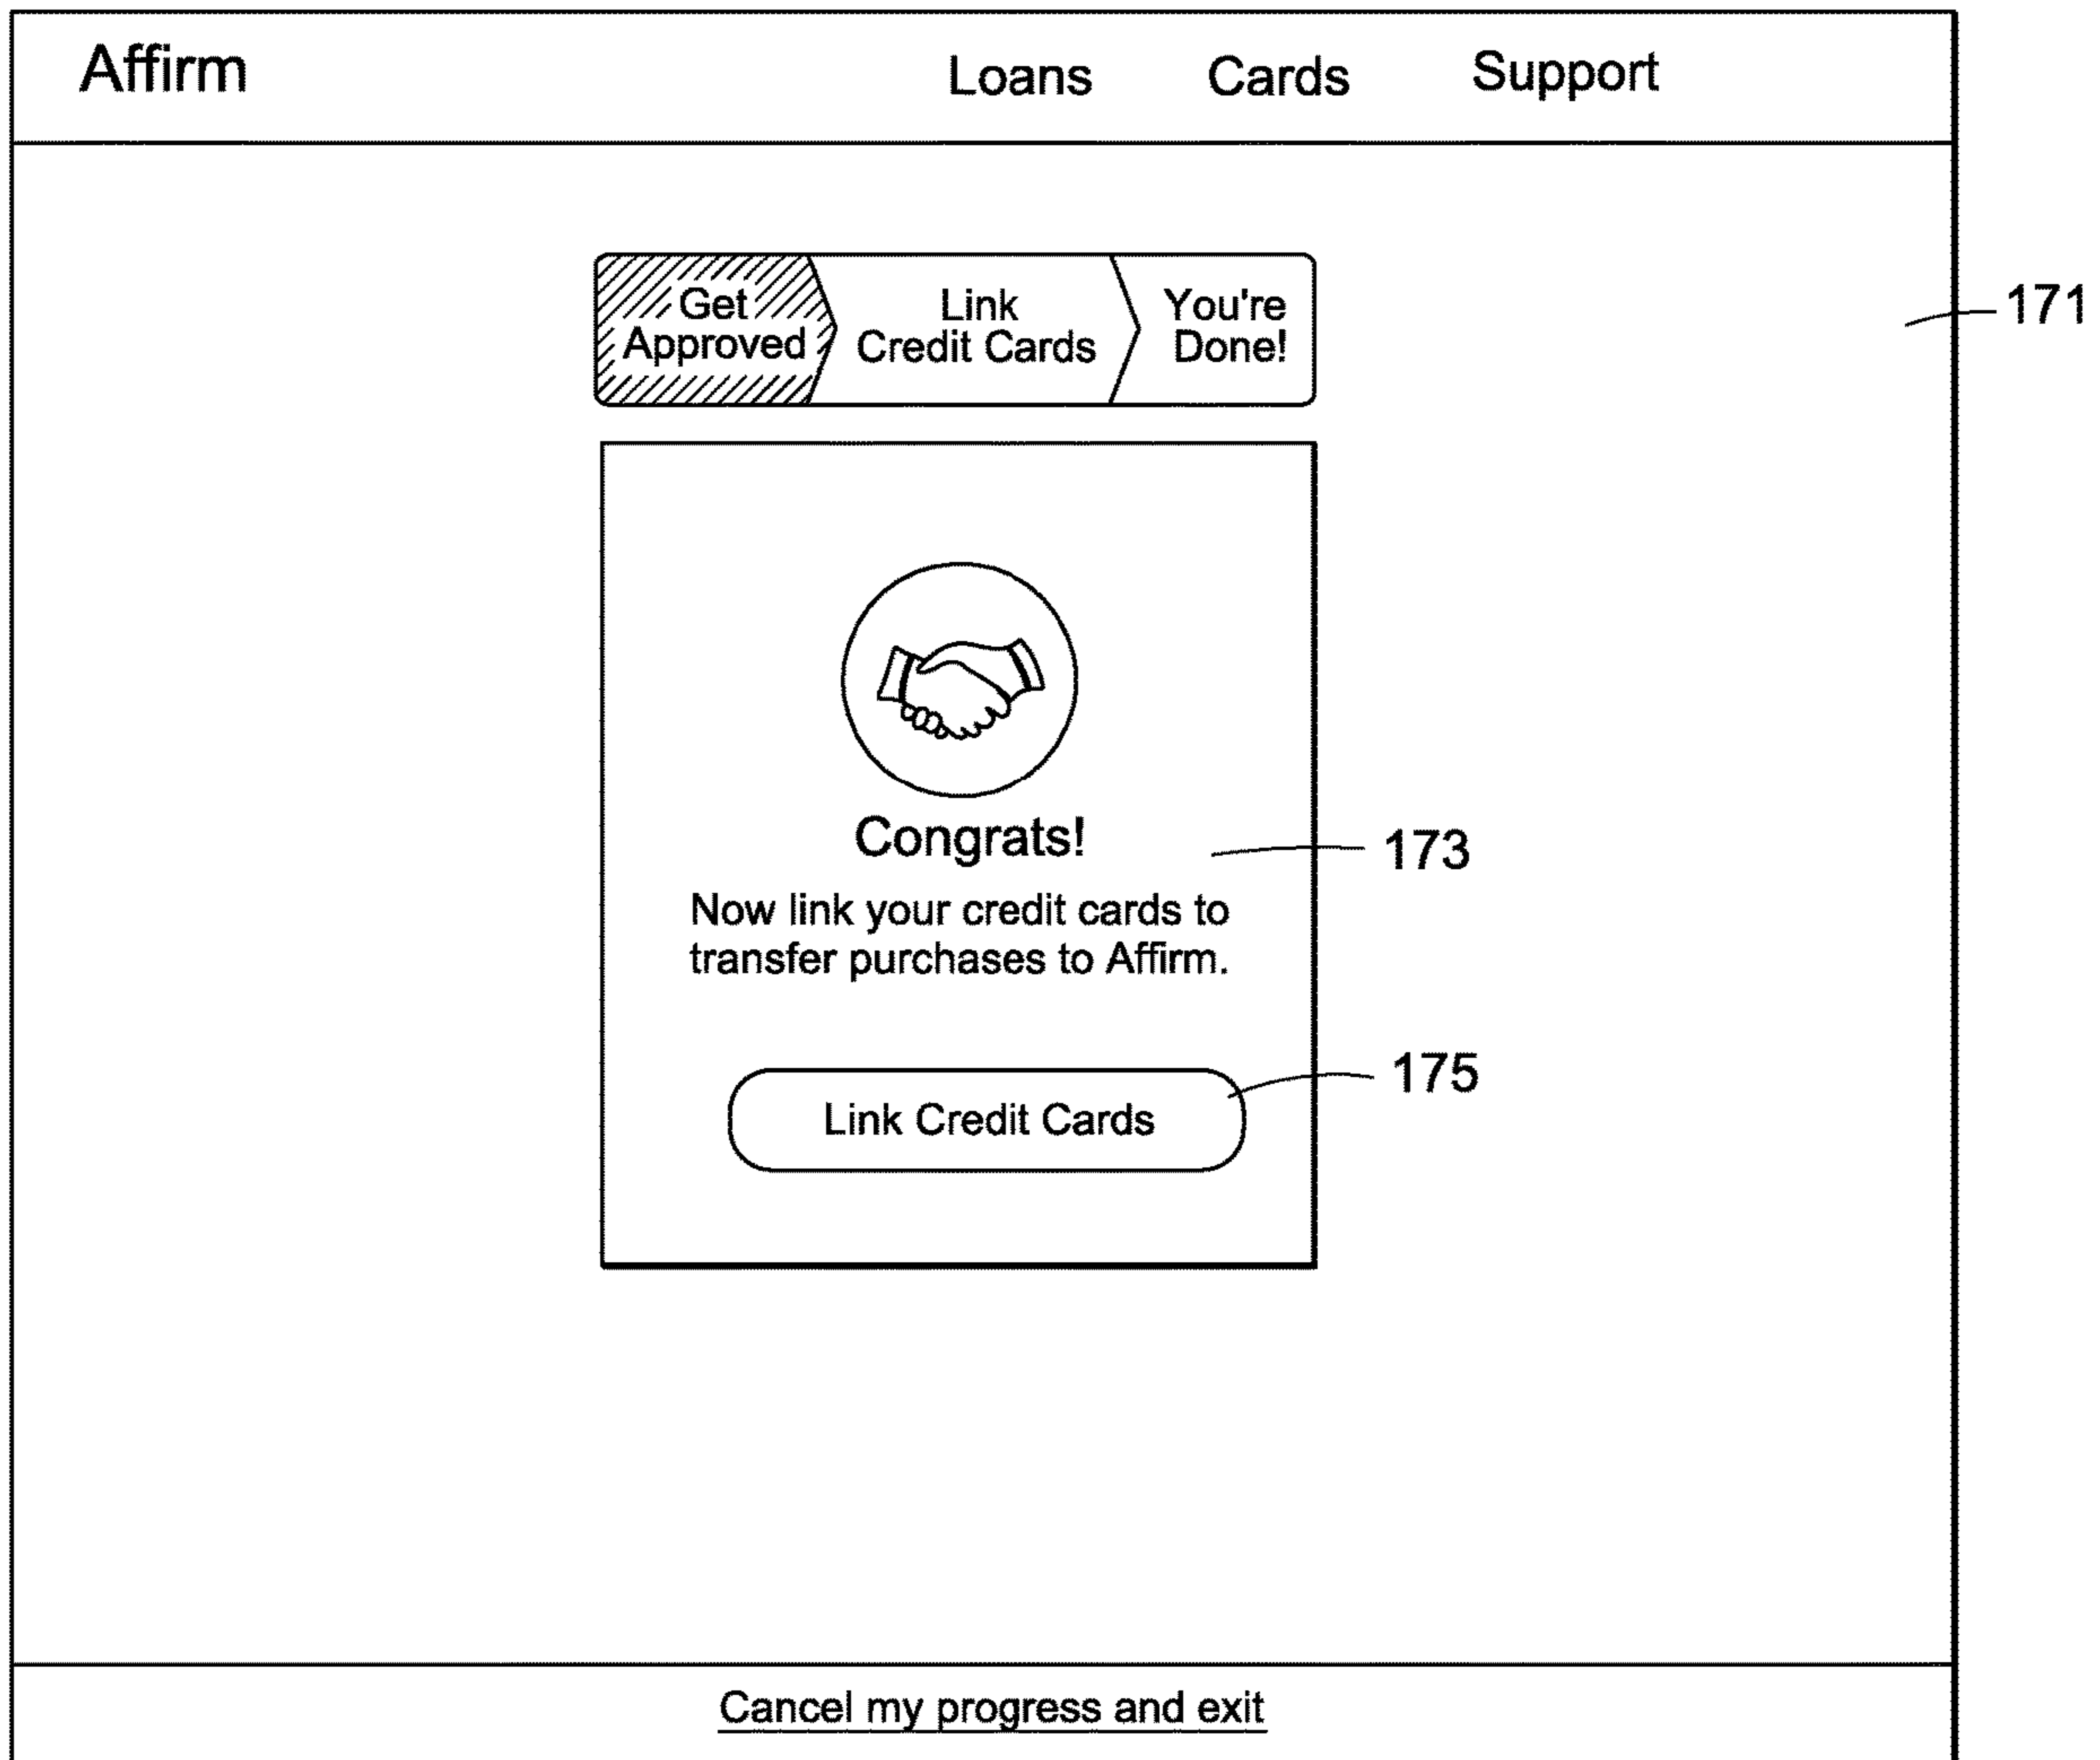 Affirm
Loans
Cards
Support
Get
Approved
Link
Credit Cards
You're
Done!
171
Congrats!
173
Now link your credit cards to
transfer purchases to Affirm.
175
Link Credit Cards
Cancel my progress and exit